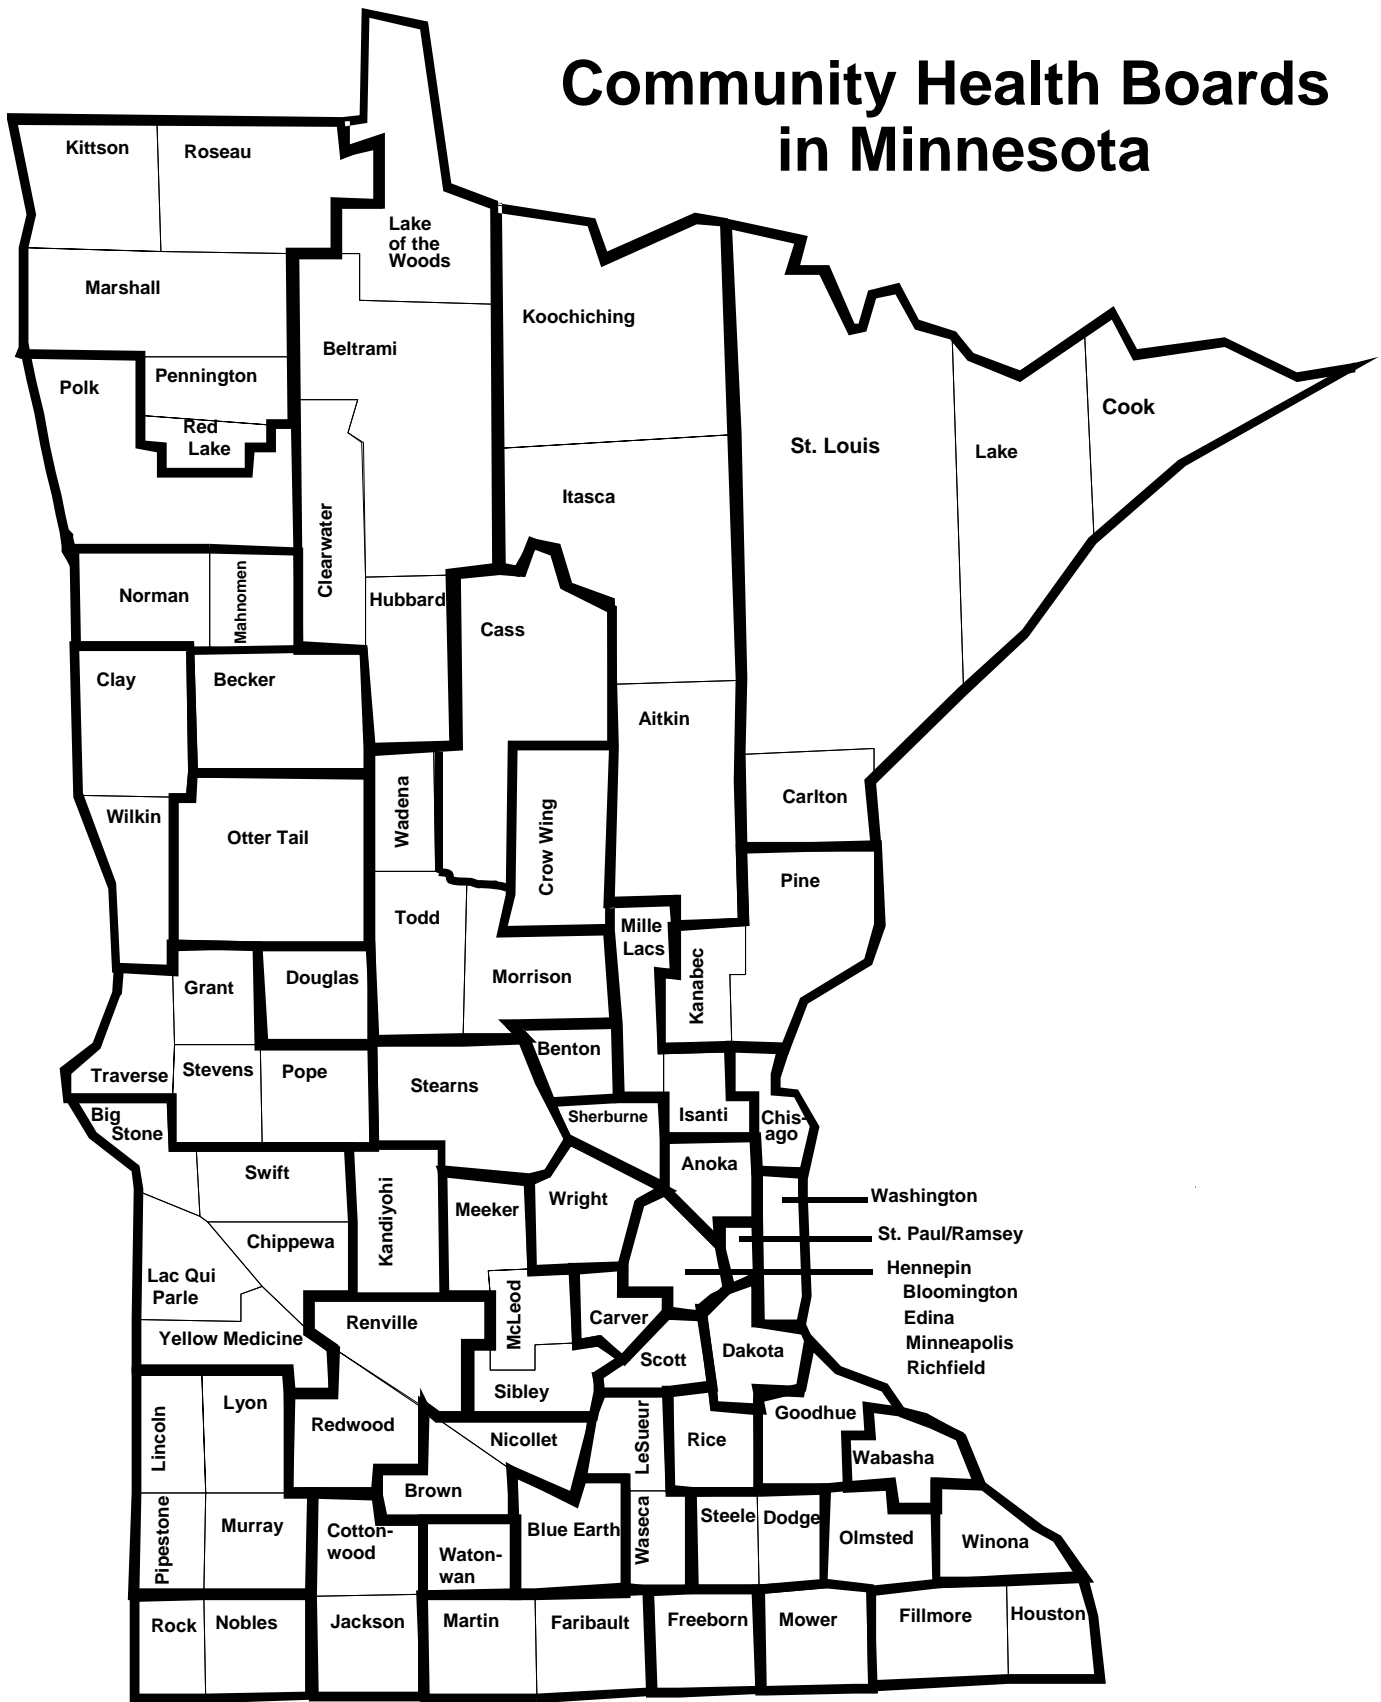 Community Health Boards
in Minnesota
Kittson
Roseau
Lake
of the
Woods
Marshall
Koochiching
Beltrami
Pennington
Polk
Red
Lake
Cook
St. Louis
Lake
Itasca
Clearwater
Norman
Mahnomen
Hubbard
Cass
Clay
Becker
Aitkin
Wilkin
Otter Tail
Wadena
Crow Wing
Carlton
Pine
Todd
Mille
Lacs
Kanabec
Grant
Douglas
Morrison
Traverse
Stevens
Pope
Stearns
Benton
Big
Stone
Sherburne
Isanti
Chis-
ago
Swift
Kandiyohi
Meeker
Wright
Anoka
Washington
St. Paul/Ramsey
Hennepin
Bloomington
Edina
Minneapolis
Richfield
Chippewa
Lac Qui
Parle
Yellow Medicine
Renville
McLeod
Carver
Scott
Dakota
Sibley
Lincoln
Lyon
Redwood
Nicollet
LeSueur
Rice
Goodhue
Wabasha
Brown
Pipestone
Murray
Cotton-
wood
Waton-
wan
Blue Earth
Waseca
Steele
Dodge
Olmsted
Winona
Rock
Nobles
Jackson
Martin
Faribault
Freeborn
Mower
Fillmore
Houston